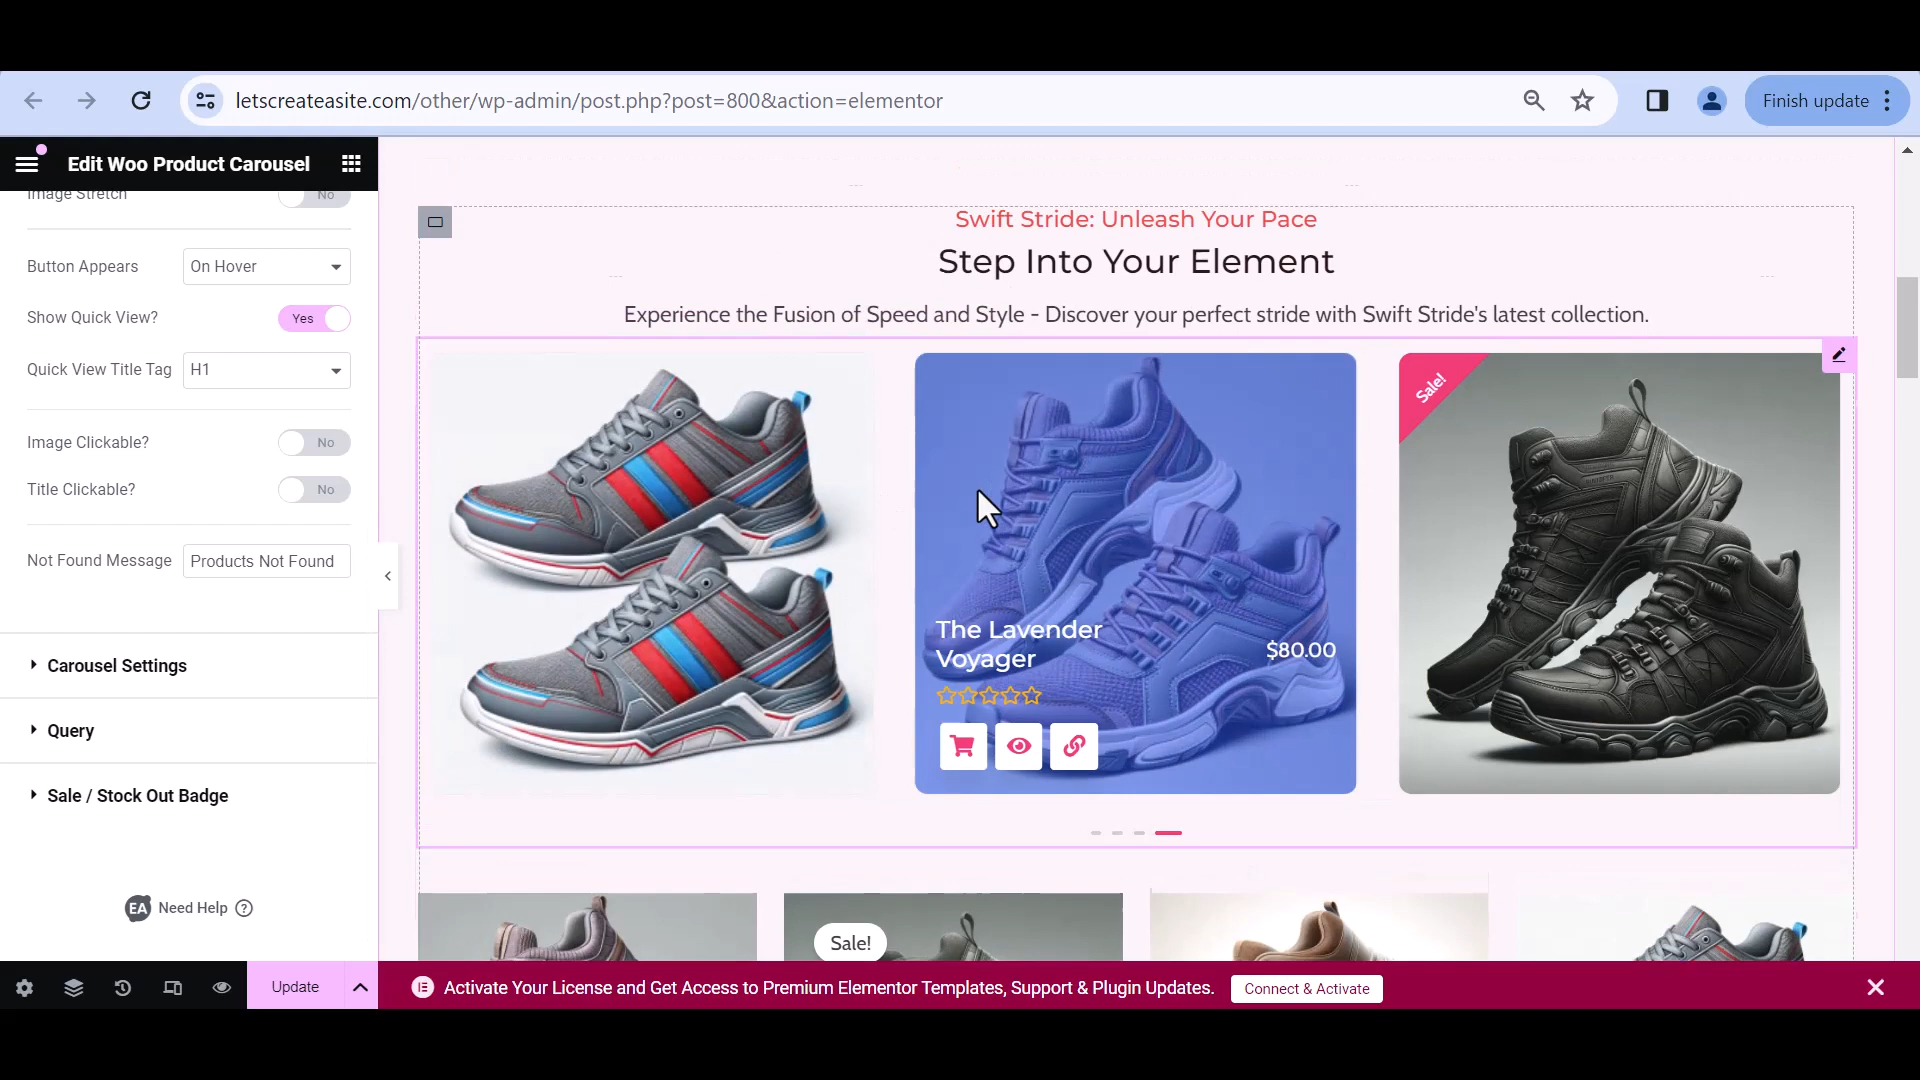 letscreateasite.com/other/wp-admin/post.php?post=800&action=elementor
Finish update
Edit Woo Product Carousel
Image Stretch
No
Button Appears
On Hover
Show Quick View?
Yes
Quick View Title Tag
H1
Image Clickable?
No
Title Clickable?
No
Not Found Message
Products Not Found
Carousel Settings
Query
Sale / Stock Out Badge
EA Need Help ?
Update
Swift Stride: Unleash Your Pace
Step Into Your Element
Experience the Fusion of Speed and Style - Discover your perfect stride with Swift Stride's latest collection.
Sale!
The Lavender
Voyager
$80.00
Sale!
Activate Your License and Get Access to Premium Elementor Templates, Support & Plugin Updates.
Connect & Activate